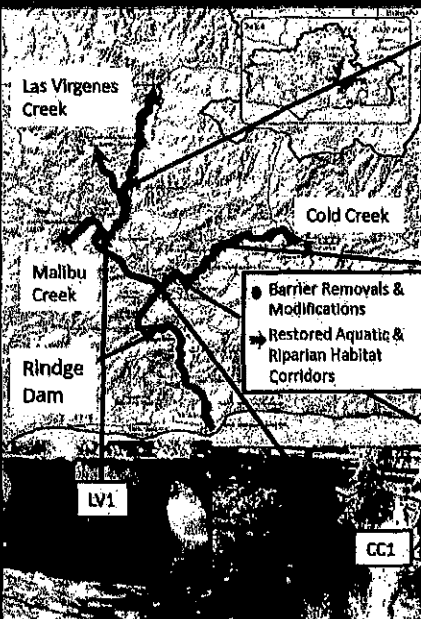 Las Virgenes
Creek
Cold Creek
Malibu
Creek
Barrier Removals &
Modifications
Restored Aquatic &
Riparian Habitat
Corridors
Rindge
Dam
LV1
CC1